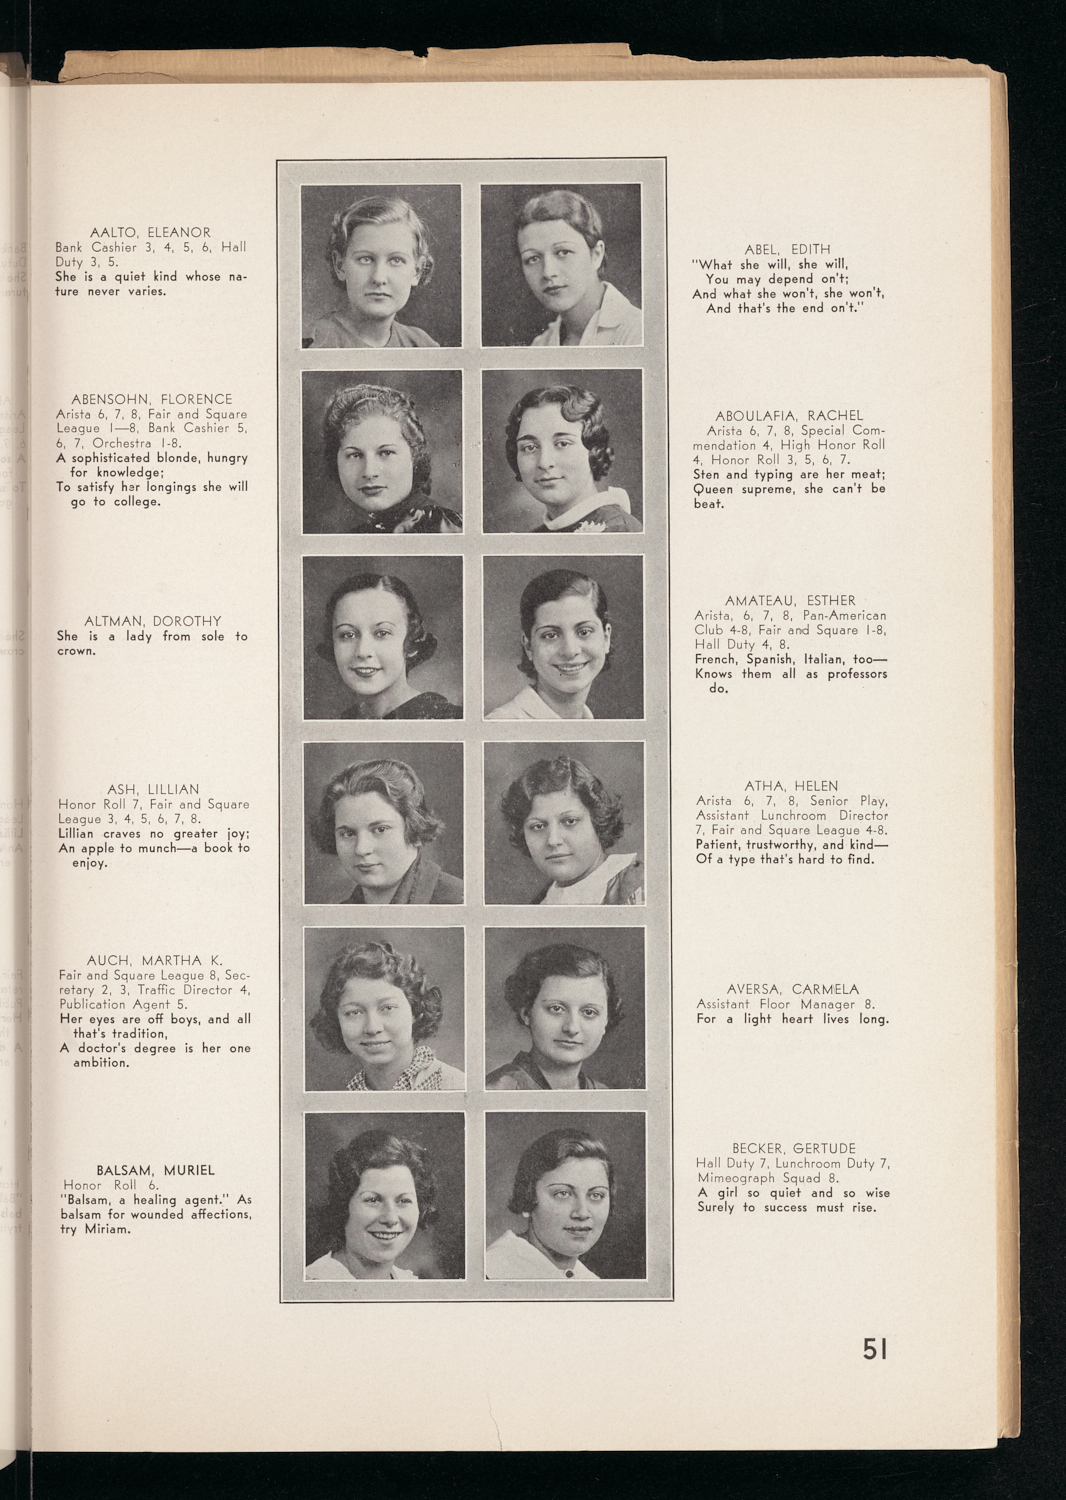 AALTO, ELEANOR
Bank Cashier 3, 4, 5, 6, Hall
Duty 3, 5.
She is a quiet kind whose na-
ture never varies.
ABENSOHN, FLORENCE
Arista 6, 7, 8, Fair and Square
League 1—8, Bank Cashier 5,
6, 7, Orchestra 1-8.
A sophisticated blonde, hungry
for knowledge;
To satisfy her longings she will
go to college.
ALTMAN, DOROTHY
She is a lady from sole to
crown.
ASH, LILLIAN
Honor Roll 7, Fair and Square
League 3, 4, 5, 6, 7, 8.
Lillian craves no greater joy;
An apple to munch—a book to
enjoy.
AUCH, MARTHA K.
Fair and Square League 8, Sec-
retary 2, 3, Traffic Director 4,
Publication Agent 5.
Her eyes are off boys, and all
that's tradition,
A doctor's degree is her one
ambition.
BALSAM, MURIEL
Honor Roll 6.
"Balsam, a healing agent." As
balsam for wounded affections,
try Miriam.
ABEL, EDITH
"What she will, she will,
You may depend on't;
And what she won't, she won't,
And that's the end on't."
ABOULAFIA, RACHEL
Arista 6, 7, 8, Special Com-
mendation 4, High Honor Roll
4, Honor Roll 3, 5, 6, 7.
Sten and typing are her meat;
Queen supreme, she can't be
beat.
AMATEAU, ESTHER
Arista, 6, 7, 8, Pan-American
Club 4-8, Fair and Square 1-8,
Hall Duty 4, 8.
French, Spanish, Italian, too—
Knows them all as professors
do.
ATHA, HELEN
Arista 6, 7, 8, Senior Play,
Assistant Lunchroom Director
7, Fair and Square League 4-8.
Patient, trustworthy, and kind—
Of a type that's hard to find.
AVERSA, CARMELA
Assistant Floor Manager 8.
For a light heart lives long.
BECKER, GERTUDE
Hall Duty 7, Lunchroom Duty 7,
Mimeograph Squad 8.
A girl so quiet and so wise
Surely to success must rise.
51